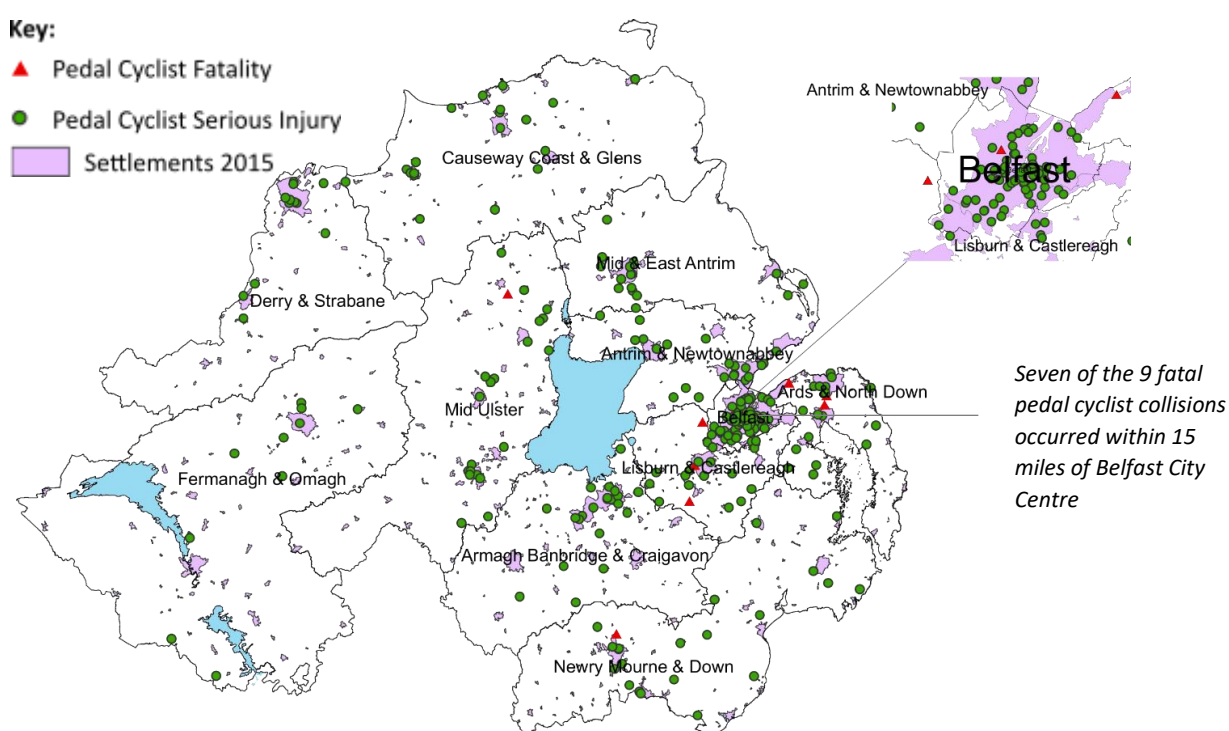 Key:
Pedal Cyclist Fatality
Pedal Cyclist Serious Injury
Settlements 2015
Causeway Coast & Glens
Mid & East Antrim
Derry & Strabane
Antrim & Newtownabbey
Mid Ulster
Ards & North Down
Belfast
Lisburn & Castlereagh
Fermanagh & Omagh
Armagh Banbridge & Craigavon
Newry Mourne & Down
Antrim & Newtownabbey
Belfast
Lisburn & Castlereagh
Seven of the 9 fatal
pedal cyclist collisions
occurred within 15
miles of Belfast City
Centre